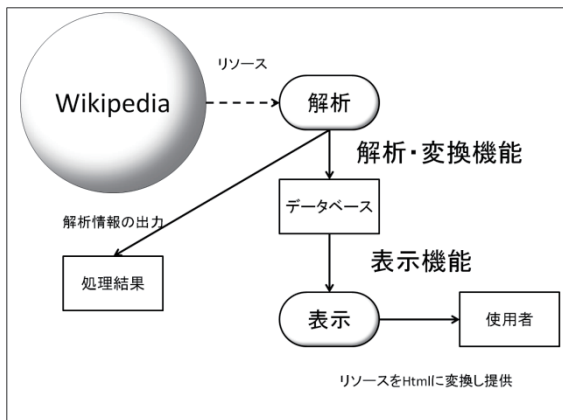 リソース
Wikipedia
解析
解析・変換機能
解析情報の出力
データベース
処理結果
表示機能
表示
使用者
リソースをHtmlに変換し提供